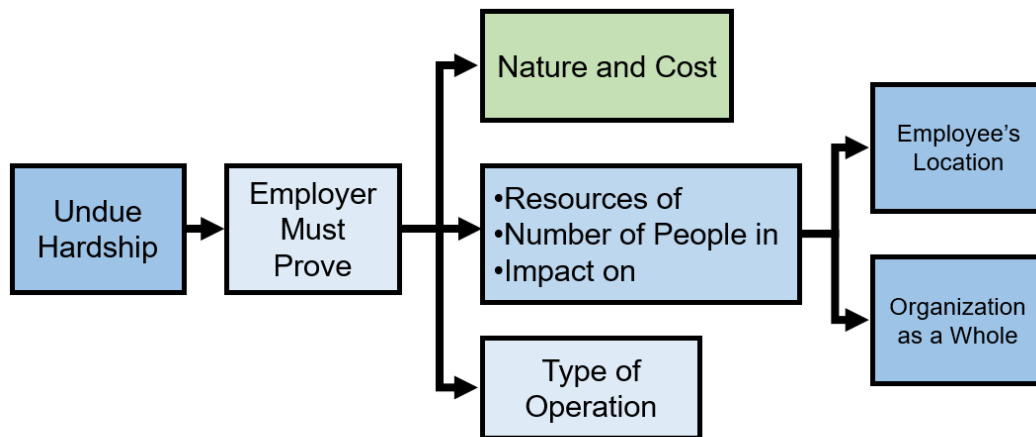 Undue
Hardship
Employer
Must
Prove
Nature and Cost
•Resources of
•Number of People in
•Impact on
Type of
Operation
Employee’s
Location
Organization
as a Whole